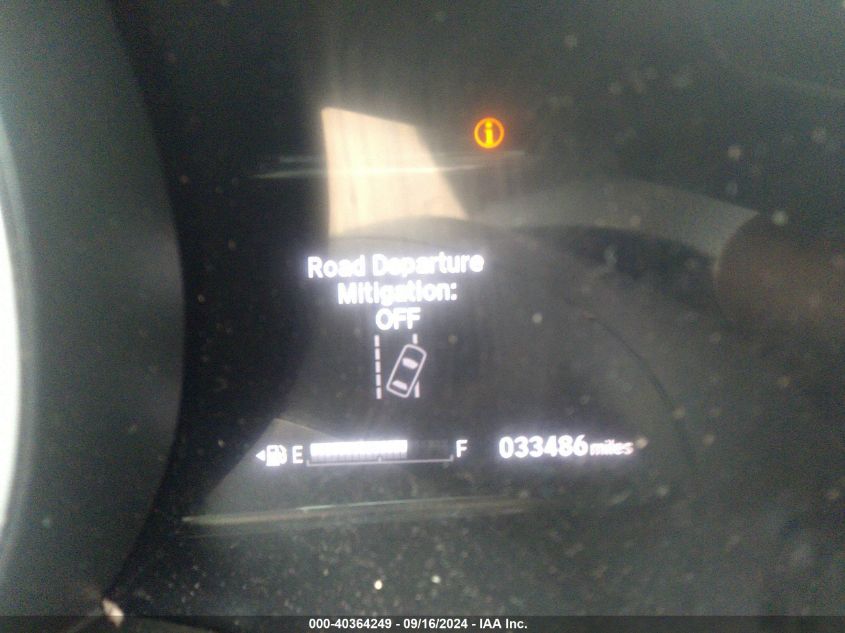 Road Departure
Mitigation:
OFF
E F 033486 miles
000-40364249 - 09/16/2024 - IAA Inc.